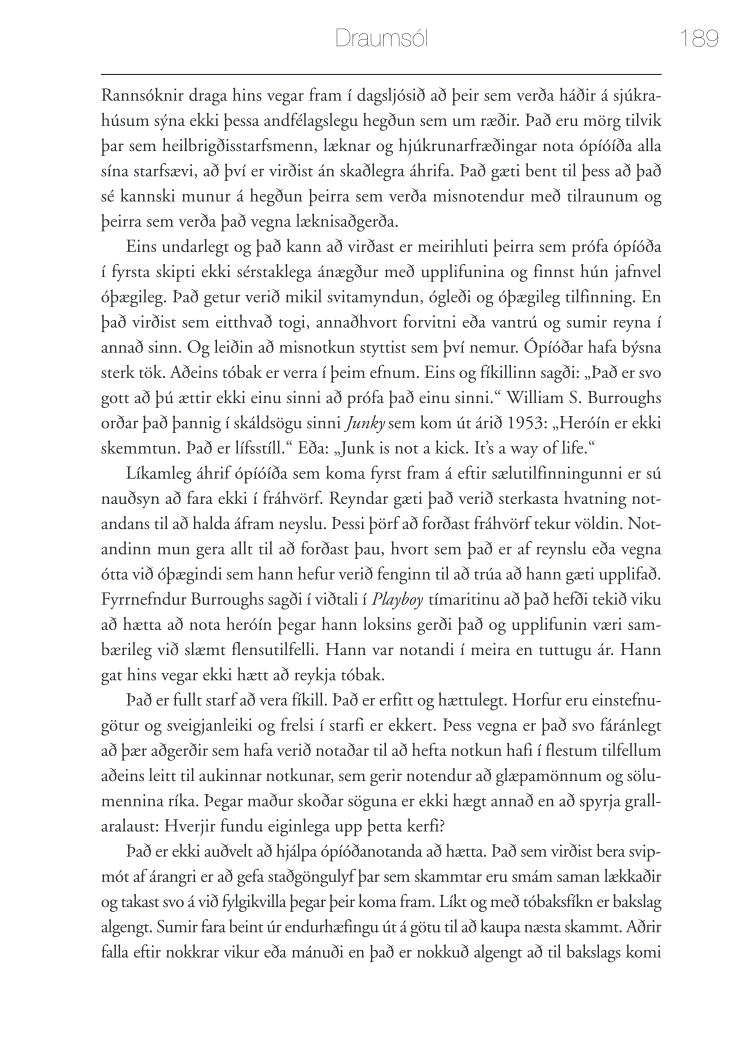 Draumsól 189
Rannsóknir draga hins vegar fram í dagsljósið að þeir sem verða háðir á sjúkra-
húsum sýna ekki þessa andfélagslegu hegðun sem um ræðir. Það eru mörg tilvik
þar sem heilbrigðisstarfsmenn, læknar og hjúkrunarfræðingar nota ópíóíða alla
sína starfsævi, að því er virðist án skaðlegra áhrifa. Það gæti bent til þess að það
sé kannski munur á hegðun þeirra sem verða misnotendur með tilraunum og
þeirra sem verða það vegna læknisaðgerða.
Eins undarlegt og það kann að virðast er meirihluti þeirra sem prófa ópíóða
í fyrsta skipti ekki sérstaklega ánægður með upplifunina og finnst hún jafnvel
óþægileg. Það getur verið mikil svitamyndun, ógleði og óþægileg tilfinning. En
það virðist sem eitthvað togi, annaðhvort forvitni eða vantrú og sumir reyna í
annað sinn. Og leiðin að misnotkun styttist sem því nemur. Ópíóðar hafa býsna
sterk tök. Aðeins tóbak er verra í þeim efnum. Eins og fíkillinn sagði: „Það er svo
gott að þú ættir ekki einu sinni að prófa það einu sinni.“ William S. Burroughs
orðar það þannig í skáldsögu sinni Junky sem kom út árið 1953: „Heróín er ekki
skemmtun. Það er lífsstíll.“ Eða: „Junk is not a kick. It’s a way of life.“
Líkamleg áhrif ópíóíða sem koma fyrst fram á eftir sælutilfinningunni er sú
nauðsyn að fara ekki í fráhvörf. Reyndar gæti það verið sterkasta hvatning not-
andans til að halda áfram neyslu. Þessi þörf að forðast fráhvörf tekur völdin. Not-
andinn mun gera allt til að forðast þau, hvort sem það er af reynslu eða vegna
ótta við óþægindi sem hann hefur verið fenginn til að trúa að hann gæti upplifað.
Fyrrnefndur Burroughs sagði í viðtali í Playboy tímaritinu að það hefði tekið viku
að hætta að nota heróín þegar hann loksins gerði það og upplifunin væri sam-
bærileg við slæmt flensutilfelli. Hann var notandi í meira en tuttugu ár. Hann
gat hins vegar ekki hætt að reykja tóbak.
Það er fullt starf að vera fíkill. Það er erfitt og hættulegt. Horfur eru einstefnu-
götur og sveigjanleiki og frelsi í starfi er ekkert. Þess vegna er það svo fáránlegt
að þær aðgerðir sem hafa verið notaðar til að hefta notkun hafi í flestum tilfellum
aðeins leitt til aukinnar notkunar, sem gerir notendur að glæpamönnum og sölu-
mennina ríka. Þegar maður skoðar söguna er ekki hægt annað en að spyrja grall-
aralaust: Hverjir fundu eiginlega upp þetta kerfi?
Það er ekki auðvelt að hjálpa ópíóðanotanda að hætta. Það sem virðist bera svip-
mót af árangri er að gefa staðgöngulyf þar sem skammtar eru smám saman lækkaðir
og takast svo á við fylgikvilla þegar þeir koma fram. Líkt og með tóbaksfíkn er bakslag
algengt. Sumir fara beint úr endurhæfingu út á götu til að kaupa næsta skammt. Aðrir
falla eftir nokkrar vikur eða mánuði en það er nokkuð algengt að til bakslags komi